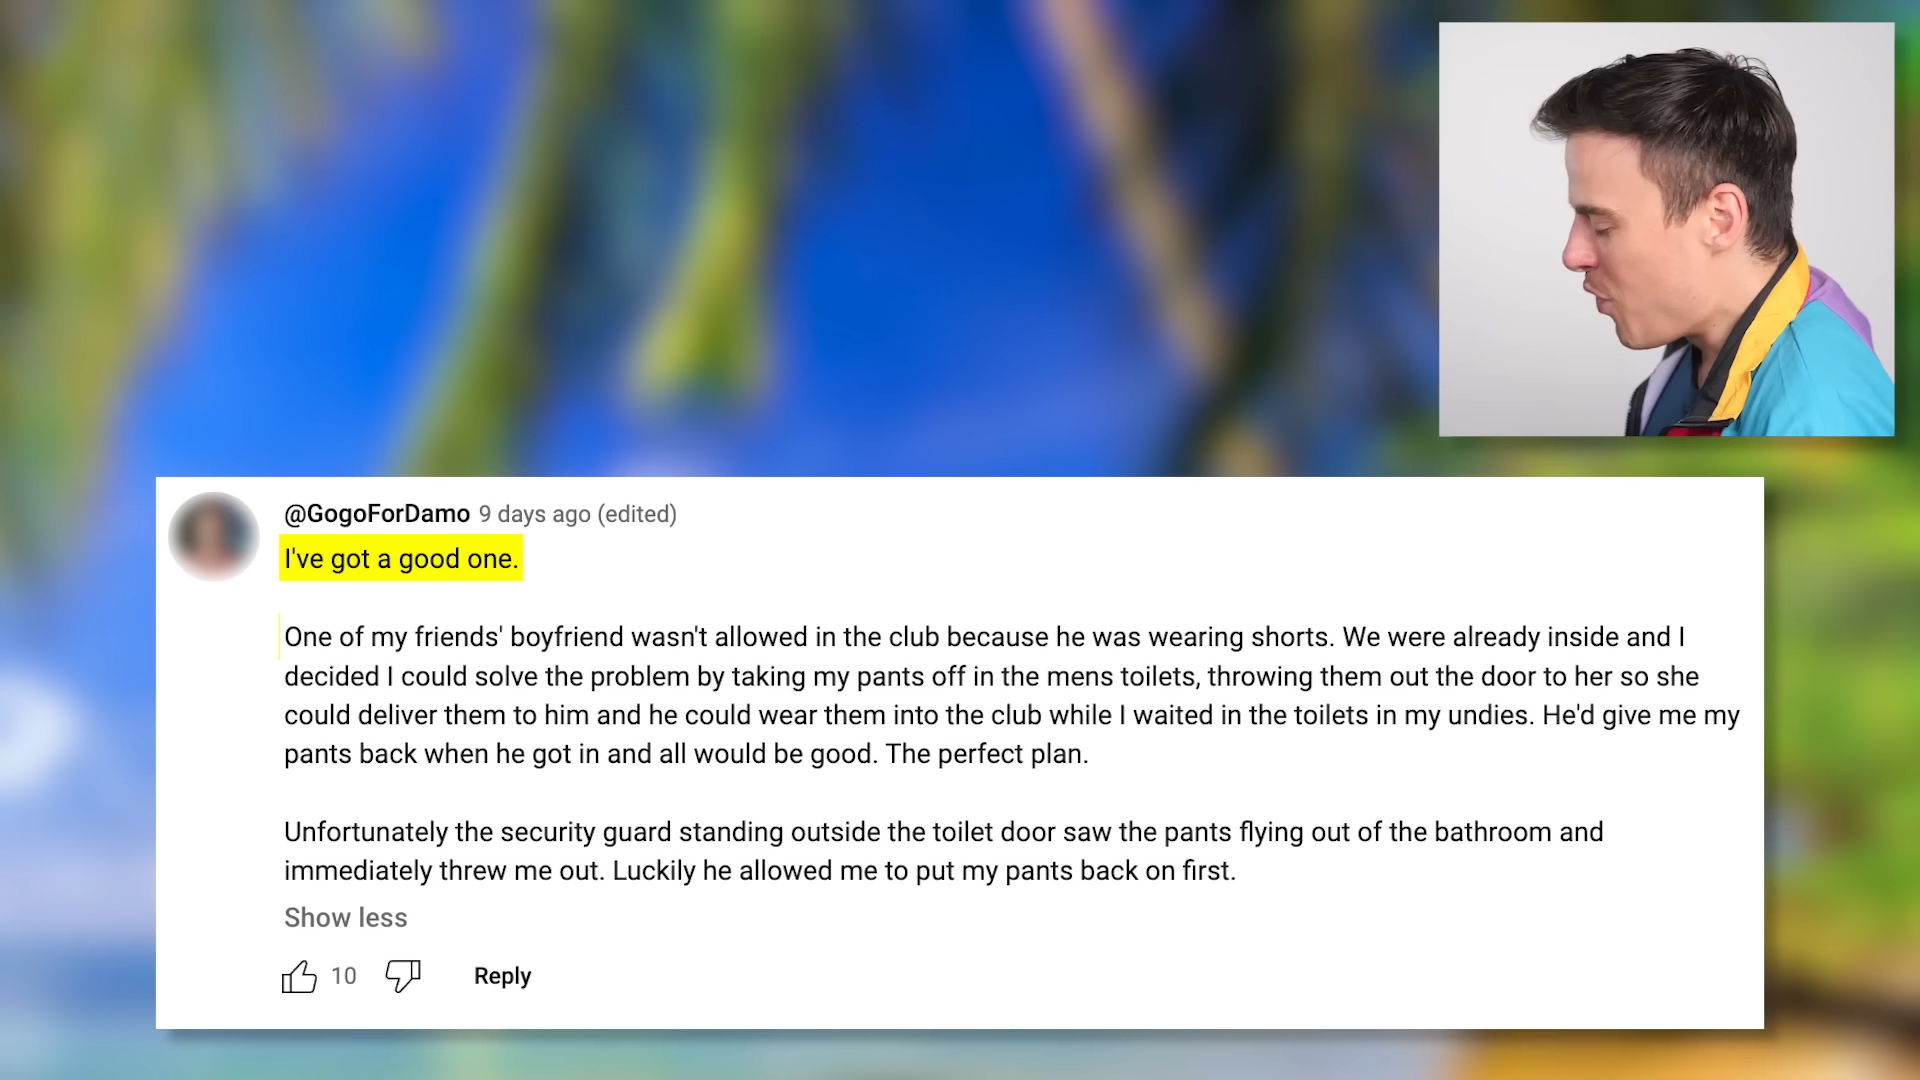 @GogoForDamo 9 days ago (edited)
I've got a good one.
One of my friends' boyfriend wasn't allowed in the club because he was wearing shorts. We were already inside and I
decided I could solve the problem by taking my pants off in the mens toilets, throwing them out the door to her so she
could deliver them to him and he could wear them into the club while I waited in the toilets in my undies. He'd give me my
pants back when he got in and all would be good. The perfect plan.
Unfortunately the security guard standing outside the toilet door saw the pants flying out of the bathroom and
immediately threw me out. Luckily he allowed me to put my pants back on first.
Show less
10 Reply